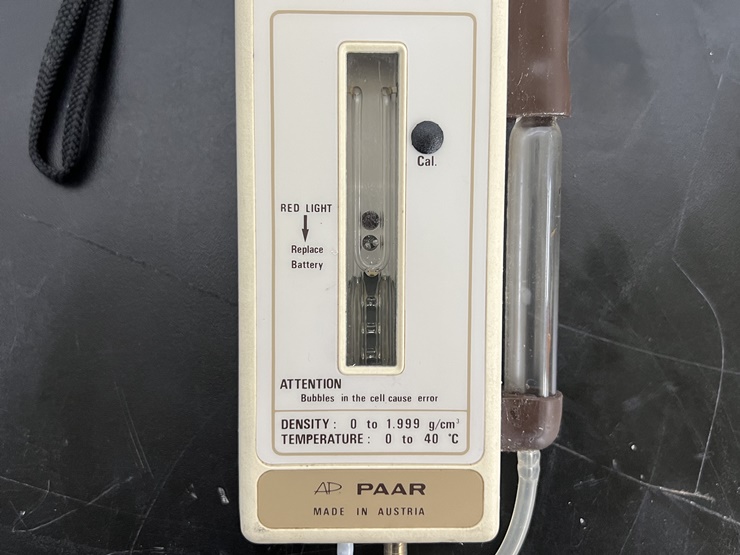 Cal.
RED LIGHT
Replace
Battery
ATTENTION
Bubbles in the cell cause error
DENSITY: 0 to 1.999 g/cm³
TEMPERATURE: 0 to 40 °C
AP PAAR
MADE IN AUSTRIA